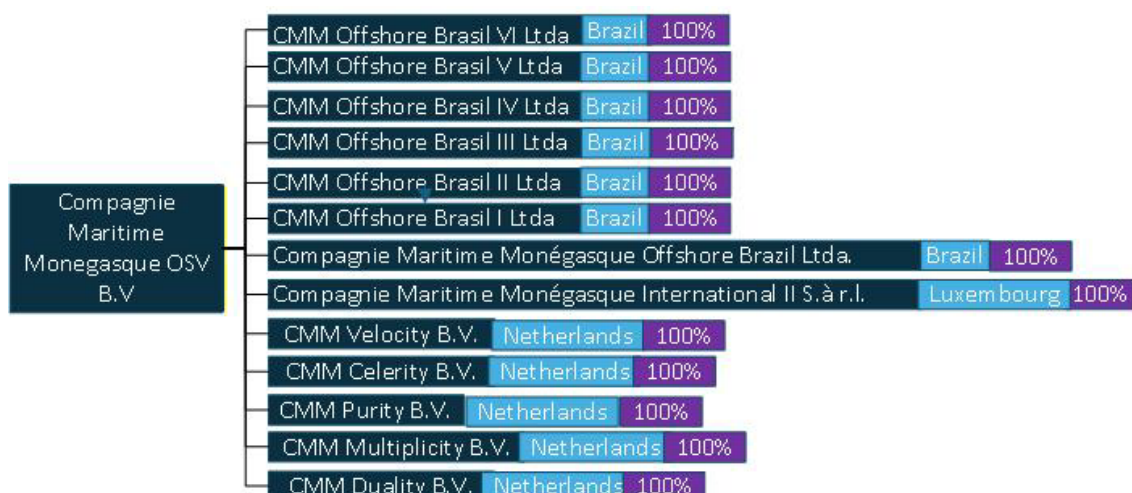 Compagnie
Maritime
Monegasque OSV
B.V
CMM Offshore Brasil VI Ltda Brazil 100%
CMM Offshore Brasil V Ltda Brazil 100%
CMM Offshore Brasil IV Ltda Brazil 100%
CMM Offshore Brasil III Ltda Brazil 100%
CMM Offshore Brasil II Ltda Brazil 100%
CMM Offshore Brasil I Ltda Brazil 100%
Compagnie Maritime Monégasque Offshore Brazil Ltda. Brazil 100%
Compagnie Maritime Monégasque International II S.à r.l. Luxembourg 100%
CMM Velocity B.V. Netherlands 100%
CMM Celerity B.V. Netherlands 100%
CMM Purity B.V. Netherlands 100%
CMM Multiplicity B.V. Netherlands 100%
CMM Duality B.V. Netherlands 100%